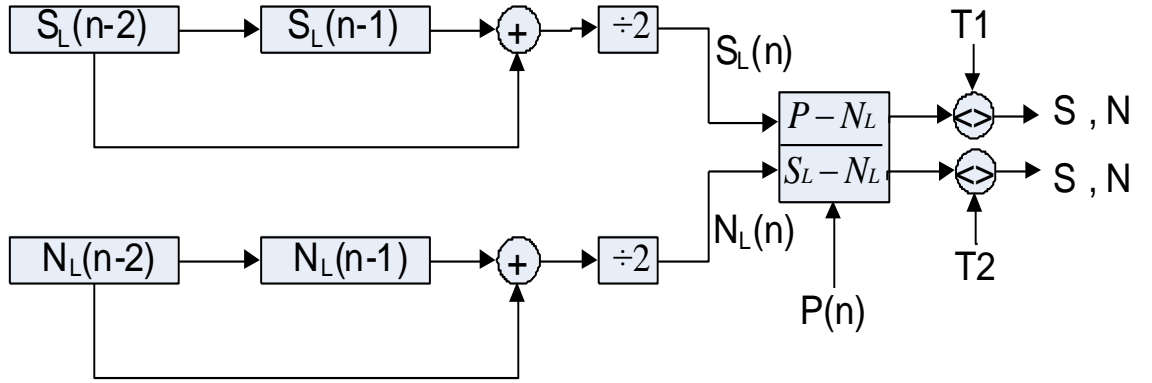 S_L(n-2)
S_L(n-1)
+
÷2
S_L(n)
T1
P-N_L
S_L-N_L
<>
S , N
<>
S , N
T2
P(n)
N_L(n)
N_L(n-2)
N_L(n-1)
+
÷2